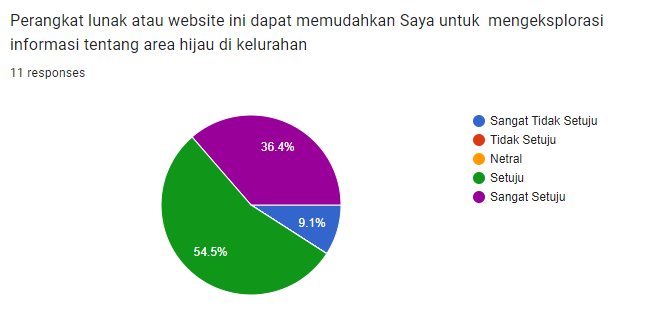 Perangkat lunak atau website ini dapat memudahkan Saya untuk  mengeksplorasi
informasi tentang area hijau di kelurahan
11 responses
Sangat Tidak Setuju
Tidak Setuju
Netral
Setuju
Sangat Setuju
36.4%
9.1%
54.5%